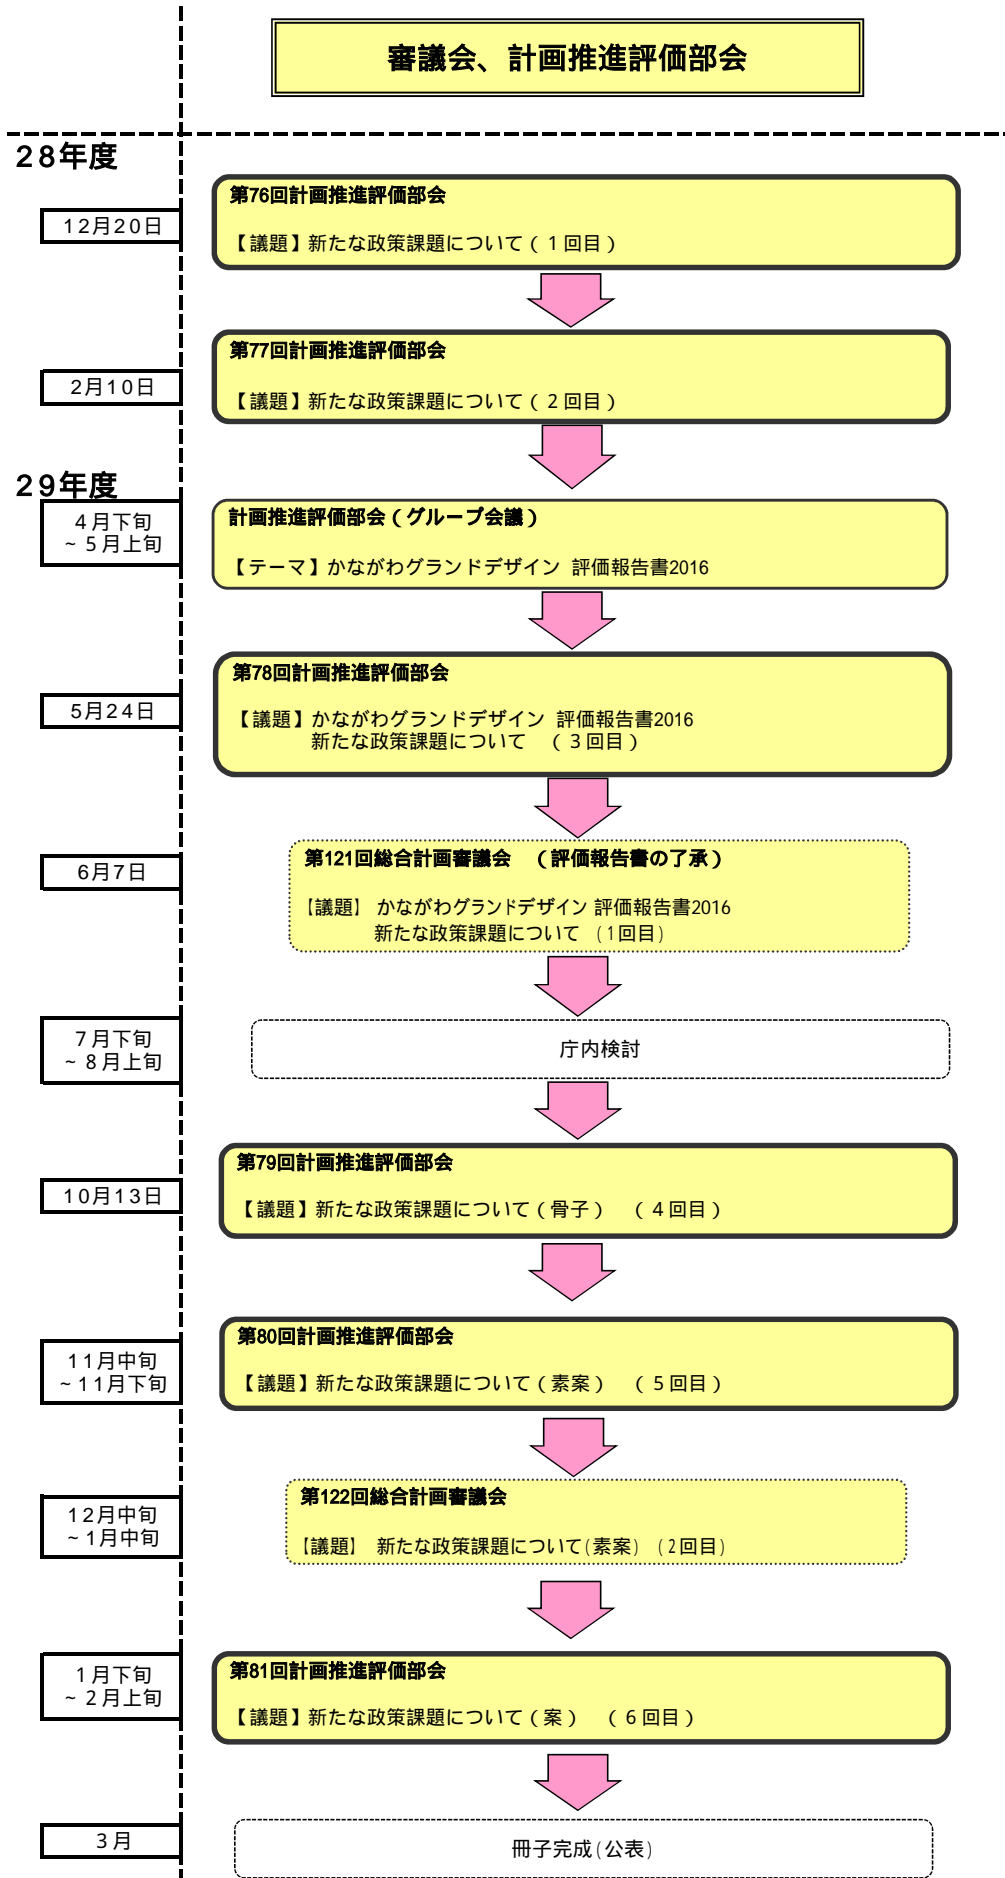 審議会、計画推進評価部会
28年度
12月20日
第76回計画推進評価部会
【議題】新たな政策課題について（１回目）
2月10日
第77回計画推進評価部会
【議題】新たな政策課題について（２回目）
29年度
４月下旬
～５月上旬
計画推進評価部会（グループ会議）
【テーマ】かながわグランドデザイン 評価報告書2016
5月24日
第78回計画推進評価部会
【議題】かながわグランドデザイン 評価報告書2016
新たな政策課題について　（３回目）
6月7日
第121回総合計画審議会　（評価報告書の了承）
【議題】 かながわグランドデザイン 評価報告書2016
新たな政策課題について　(1回目)
7月下旬
～８月上旬
庁内検討
10月13日
第79回計画推進評価部会
【議題】新たな政策課題について（骨子）　（４回目）
11月中旬
～11月下旬
第80回計画推進評価部会
【議題】新たな政策課題について（素案）　（５回目）
12月中旬
～1月中旬
第122回総合計画審議会
【議題】 新たな政策課題について(素案)　(2回目)
１月下旬
～２月上旬
第81回計画推進評価部会
【議題】新たな政策課題について（案）　（６回目）
３月
冊子完成(公表)